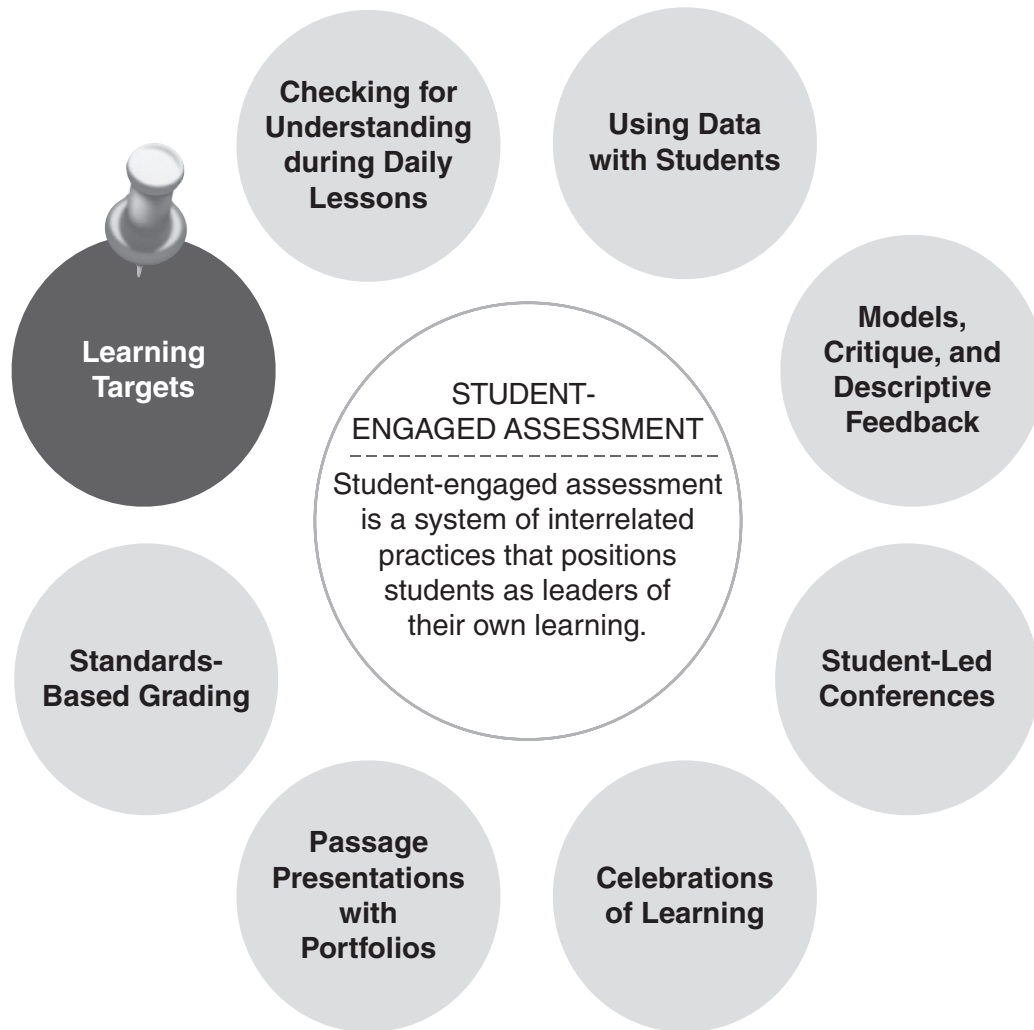 Checking for
Understanding
during Daily
Lessons
Using Data
with Students
Learning
Targets
Models,
Critique, and
Descriptive
Feedback
STUDENT-
ENGAGED ASSESSMENT
Student-engaged assessment
is a system of interrelated
practices that positions
students as leaders of
their own learning.
Standards-
Based Grading
Student-Led
Conferences
Passage
Presentations
with
Portfolios
Celebrations
of Learning